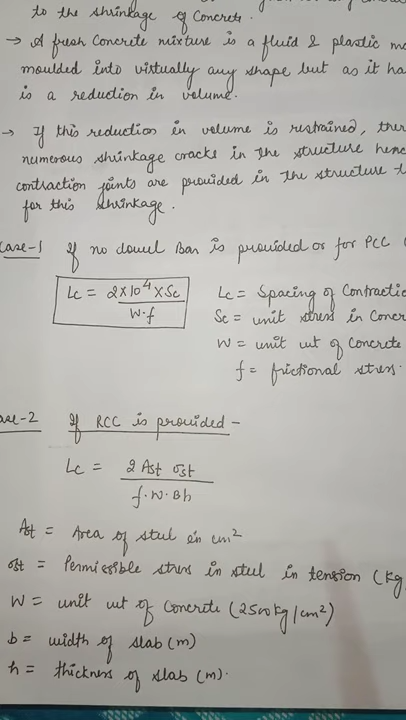 to the shrinkage of Concrete.
→ A fresh Concrete mixture is a fluid & plastic
moulded into virtually any shape but as it ha
is a reduction in volume.
→ If this reduction in volume is restrained, ther
numerous shrinkage cracks in the structure henc
contraction joints are provided in the structure t
for this shrinkage.
Case-1 If no dowel Bar is provided or for PCC (
Lc = 2×10⁴×Sc / W·f
Lc = Spacing of Contractio
Sc = unit stress in Concr
W = unit wt of Concrete
f = frictional stress.
ase-2 If RCC is provided -
Lc = 2 Ast σst / f·W·Bh
Ast = Area of steel in cm²
σst = Permissible stress in steel in tension (kg
W = unit wt of Concrete (2500kg/cm²)
b = width of slab (m)
h = thickness of slab (m).